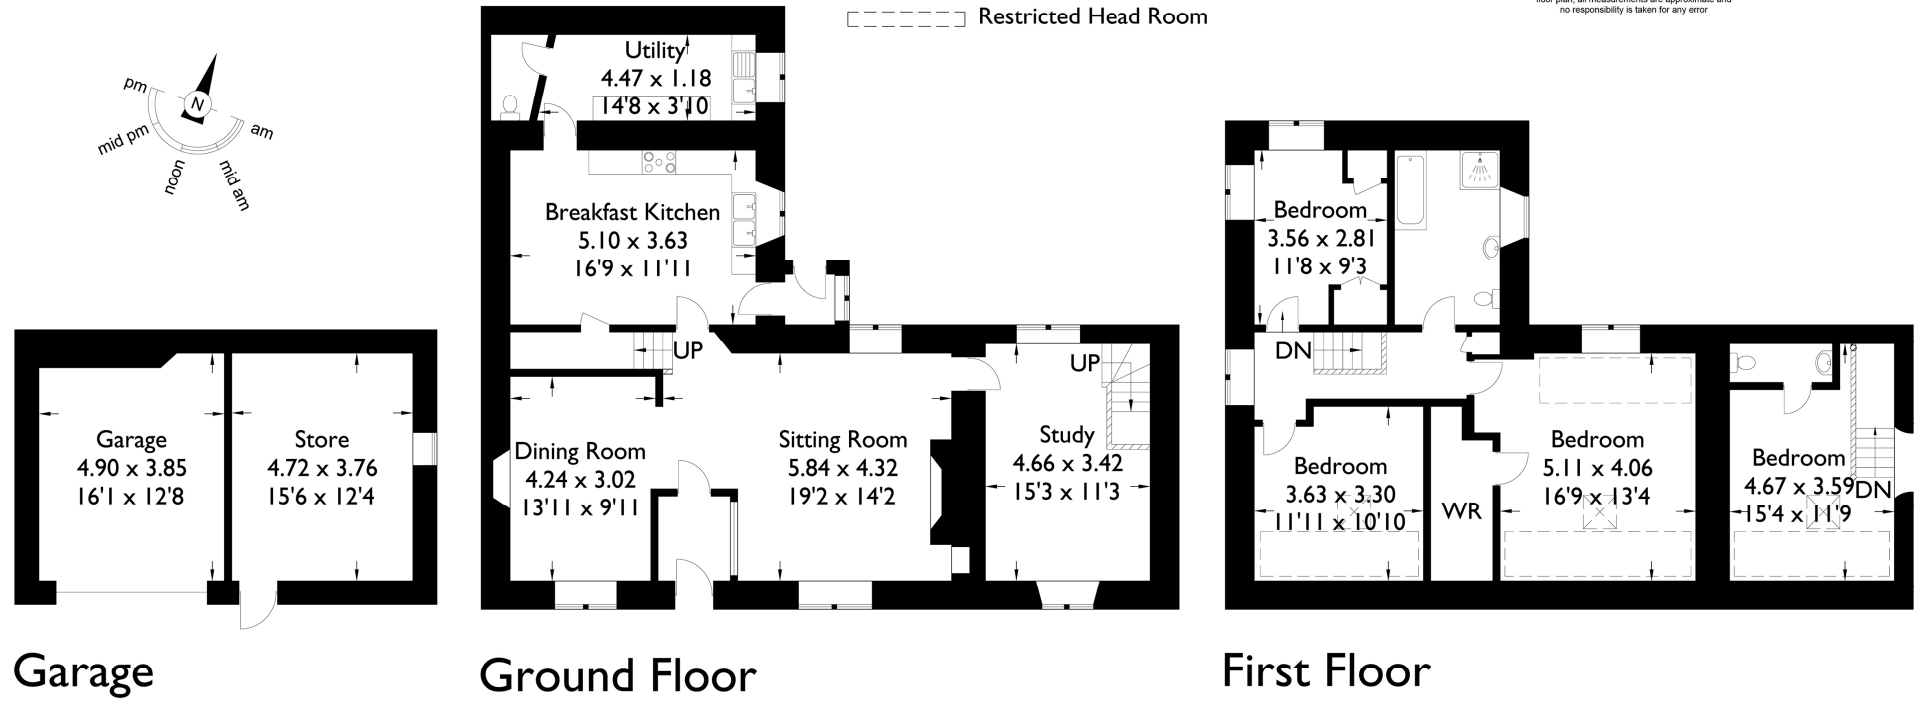 floor plan, all measurements are approximate and
no responsibility is taken for any error
Restricted Head Room
pm
mid pm
noon
mid am
am
N
Utility
4.47 x 1.18
14'8 x 3'10
Breakfast Kitchen
5.10 x 3.63
16'9 x 11'11
UP
Dining Room
4.24 x 3.02
13'11 x 9'11
Sitting Room
5.84 x 4.32
19'2 x 14'2
UP
Study
4.66 x 3.42
15'3 x 11'3
Garage
4.90 x 3.85
16'1 x 12'8
Store
4.72 x 3.76
15'6 x 12'4
Bedroom
3.56 x 2.81
11'8 x 9'3
DN
Bedroom
3.63 x 3.30
11'11 x 10'10
WR
Bedroom
5.11 x 4.06
16'9 x 13'4
Bedroom
4.67 x 3.59
15'4 x 11'9
DN
Garage
Ground Floor
First Floor